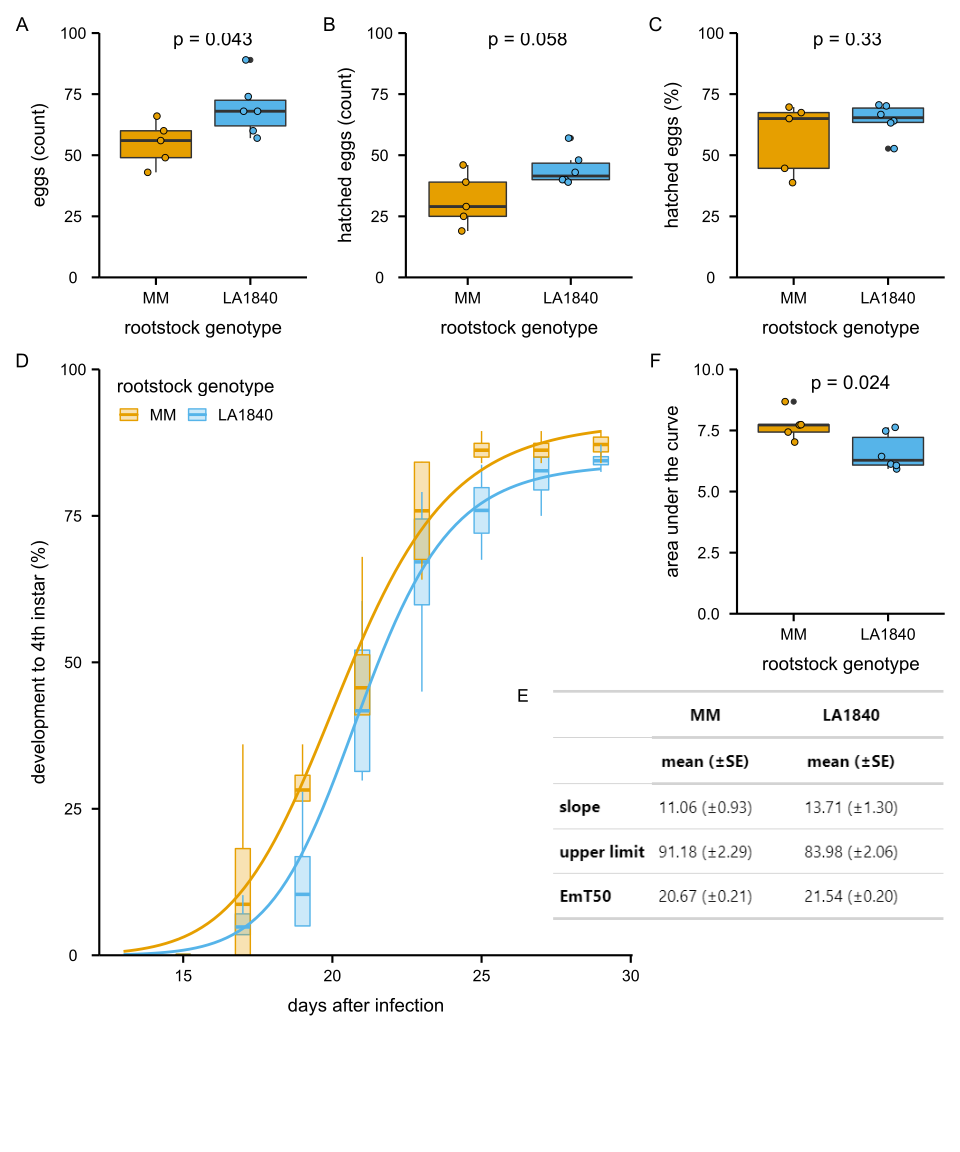 A
p = 0.043
100
75
50
25
0
eggs (count)
MM LA1840
rootstock genotype
B
p = 0.058
100
75
50
25
0
hatched eggs (count)
MM LA1840
rootstock genotype
C
p = 0.33
100
75
50
25
0
hatched eggs (%)
MM LA1840
rootstock genotype
D
100
75
50
25
0
development to 4th instar (%)
rootstock genotype
MM LA1840
15 20 25 30
days after infection
F
p = 0.024
10.0
7.5
5.0
2.5
0.0
area under the curve
MM LA1840
rootstock genotype
E
MM LA1840
mean (±SE) mean (±SE)
slope 11.06 (±0.93) 13.71 (±1.30)
upper limit 91.18 (±2.29) 83.98 (±2.06)
EmT50 20.67 (±0.21) 21.54 (±0.20)